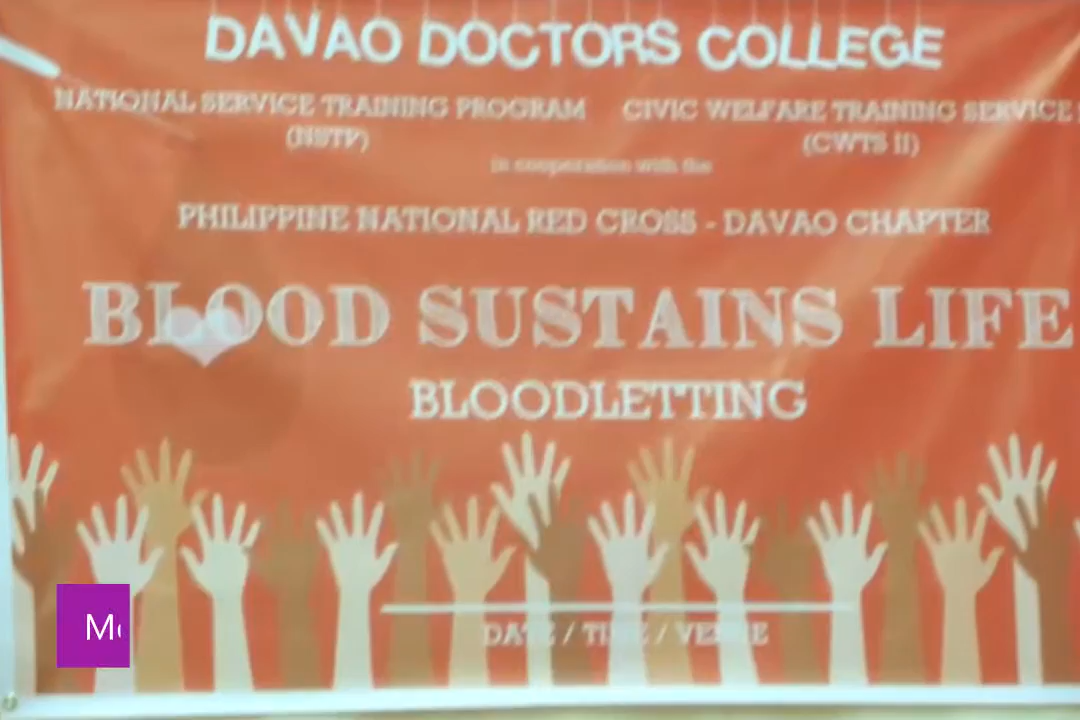 DAVAO DOCTORS COLLEGE
NATIONAL SERVICE TRAINING PROGRAM CIVIC WELFARE TRAINING SERVICE
(NSTP) (CWTS II)
in cooperation with the
PHILIPPINE NATIONAL RED CROSS - DAVAO CHAPTER
BLOOD SUSTAINS LIFE
BLOODLETTING
DATE / TIME / VENUE